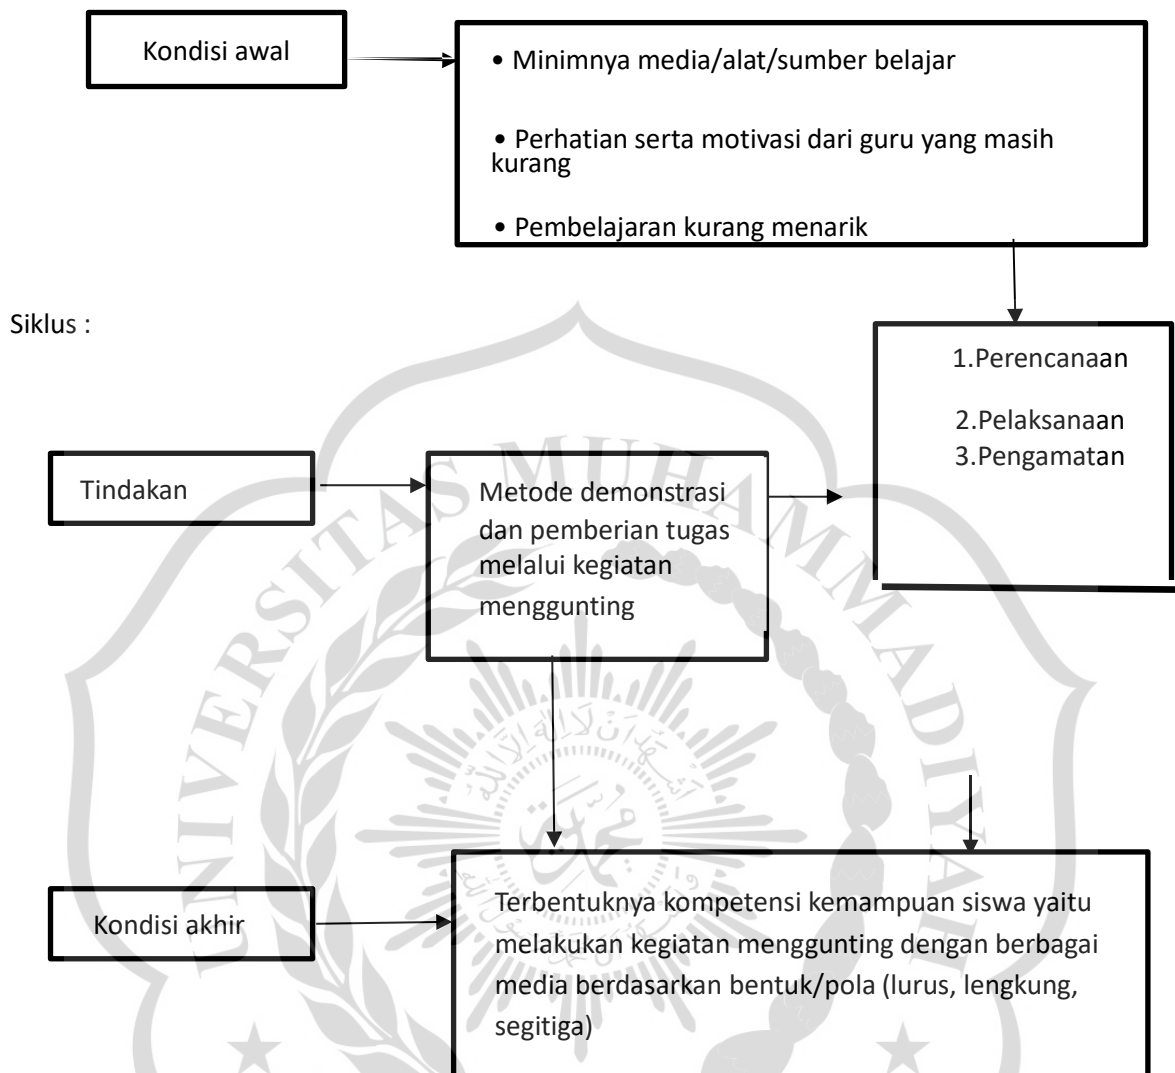 Kondisi awal
• Minimnya media/alat/sumber belajar
• Perhatian serta motivasi dari guru yang masih
kurang
• Pembelajaran kurang menarik
Siklus :
1.Perencanaan
2.Pelaksanaan
3.Pengamatan
Tindakan
Metode demonstrasi
dan pemberian tugas
melalui kegiatan
menggunting
Kondisi akhir
Terbentuknya kompetensi kemampuan siswa yaitu
melakukan kegiatan menggunting dengan berbagai
media berdasarkan bentuk/pola (lurus, lengkung,
segitiga)
UNIVERSITAS MUHAMMADIYAH